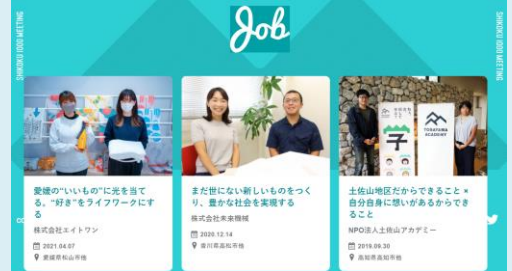 Job
SHIKOKU 1000 MEETING
SHIKOKU 1000 MEETING
愛媛の“いいもの”に光を当て
る。“好き”をライフワークにす
る
株式会社エイトワン
2021.04.07
愛媛県松山市他
まだ世にない新しいものをつく
り、豊かな社会を実現する
株式会社未来機械
2020.12.14
香川県高松市他
子
TOSAYAMA
ACADEMY
土佐山地区だからできること ×
自分自身に想いがあるからでき
ること
NPO法人土佐山アカデミー
2019.09.30
高知県高知市他